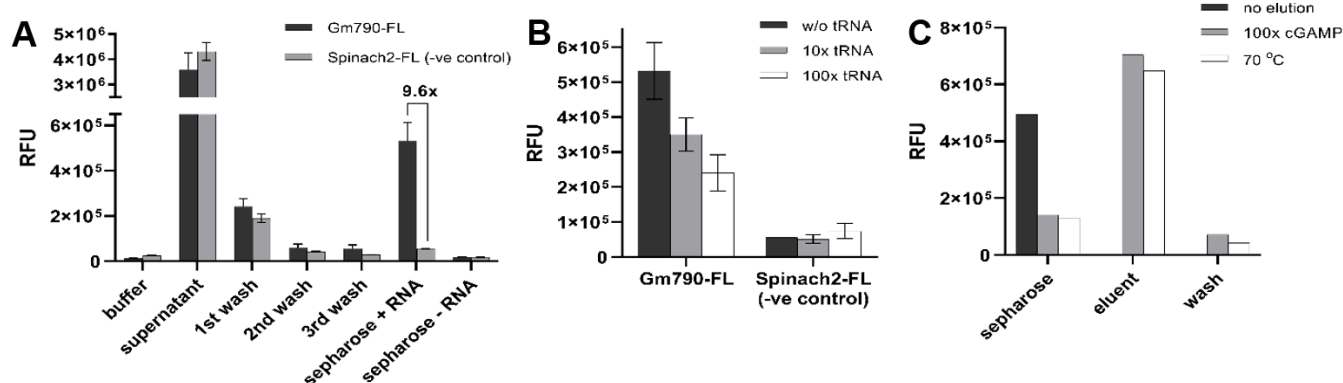 A
Gm790-FL
Spinach2-FL (-ve control)
5×10⁶
4×10⁶
3×10⁶
6×10⁵
4×10⁵
2×10⁵
0
RFU
9.6x
buffer
supernatant
1st wash
2nd wash
3rd wash
sepharose + RNA
sepharose - RNA
B
w/o tRNA
10x tRNA
100x tRNA
6×10⁵
5×10⁵
4×10⁵
3×10⁵
2×10⁵
1×10⁵
0
RFU
Gm790-FL
Spinach2-FL
(-ve control)
C
no elution
100x cGAMP
70 °C
8×10⁵
6×10⁵
4×10⁵
2×10⁵
0
RFU
sepharose
eluent
wash